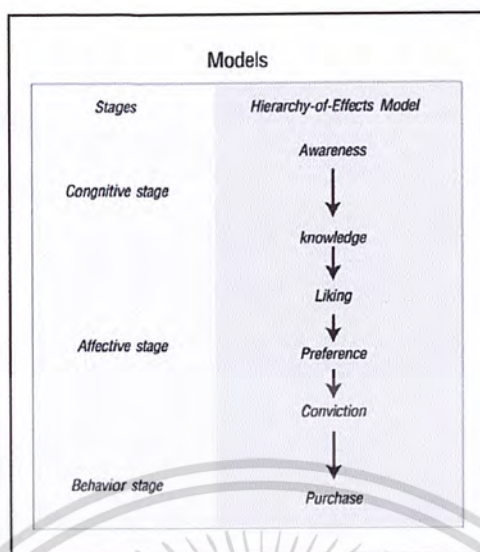 Models
Stages Hierarchy-of-Effects Model
Awareness
Congnitive stage
knowledge
Liking
Affective stage Preference
Conviction
Behavior stage Purchase